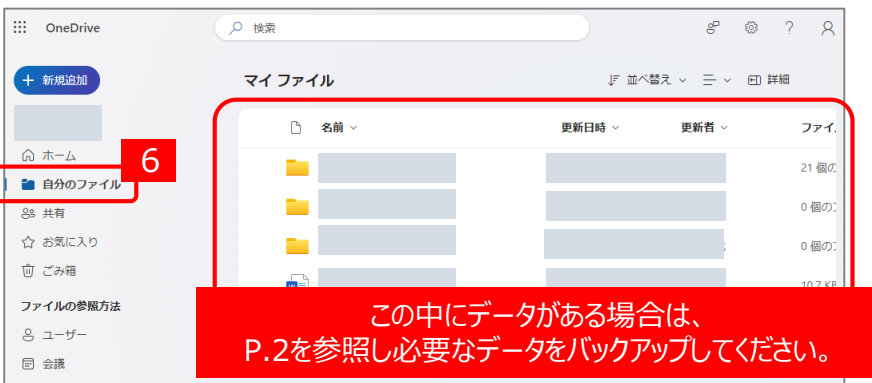 OneDrive
検索
?
+ 新規追加
マイ ファイル
並べ替え
詳細
名前
更新日時
更新者
ファイ
ホーム
6
自分のファイル
21 個の
共有
0 個の
お気に入り
0 個の
ごみ箱
10.7 KB
ファイルの参照方法
この中にデータがある場合は、
P.2を参照し必要なデータをバックアップしてください。
ユーザー
会議